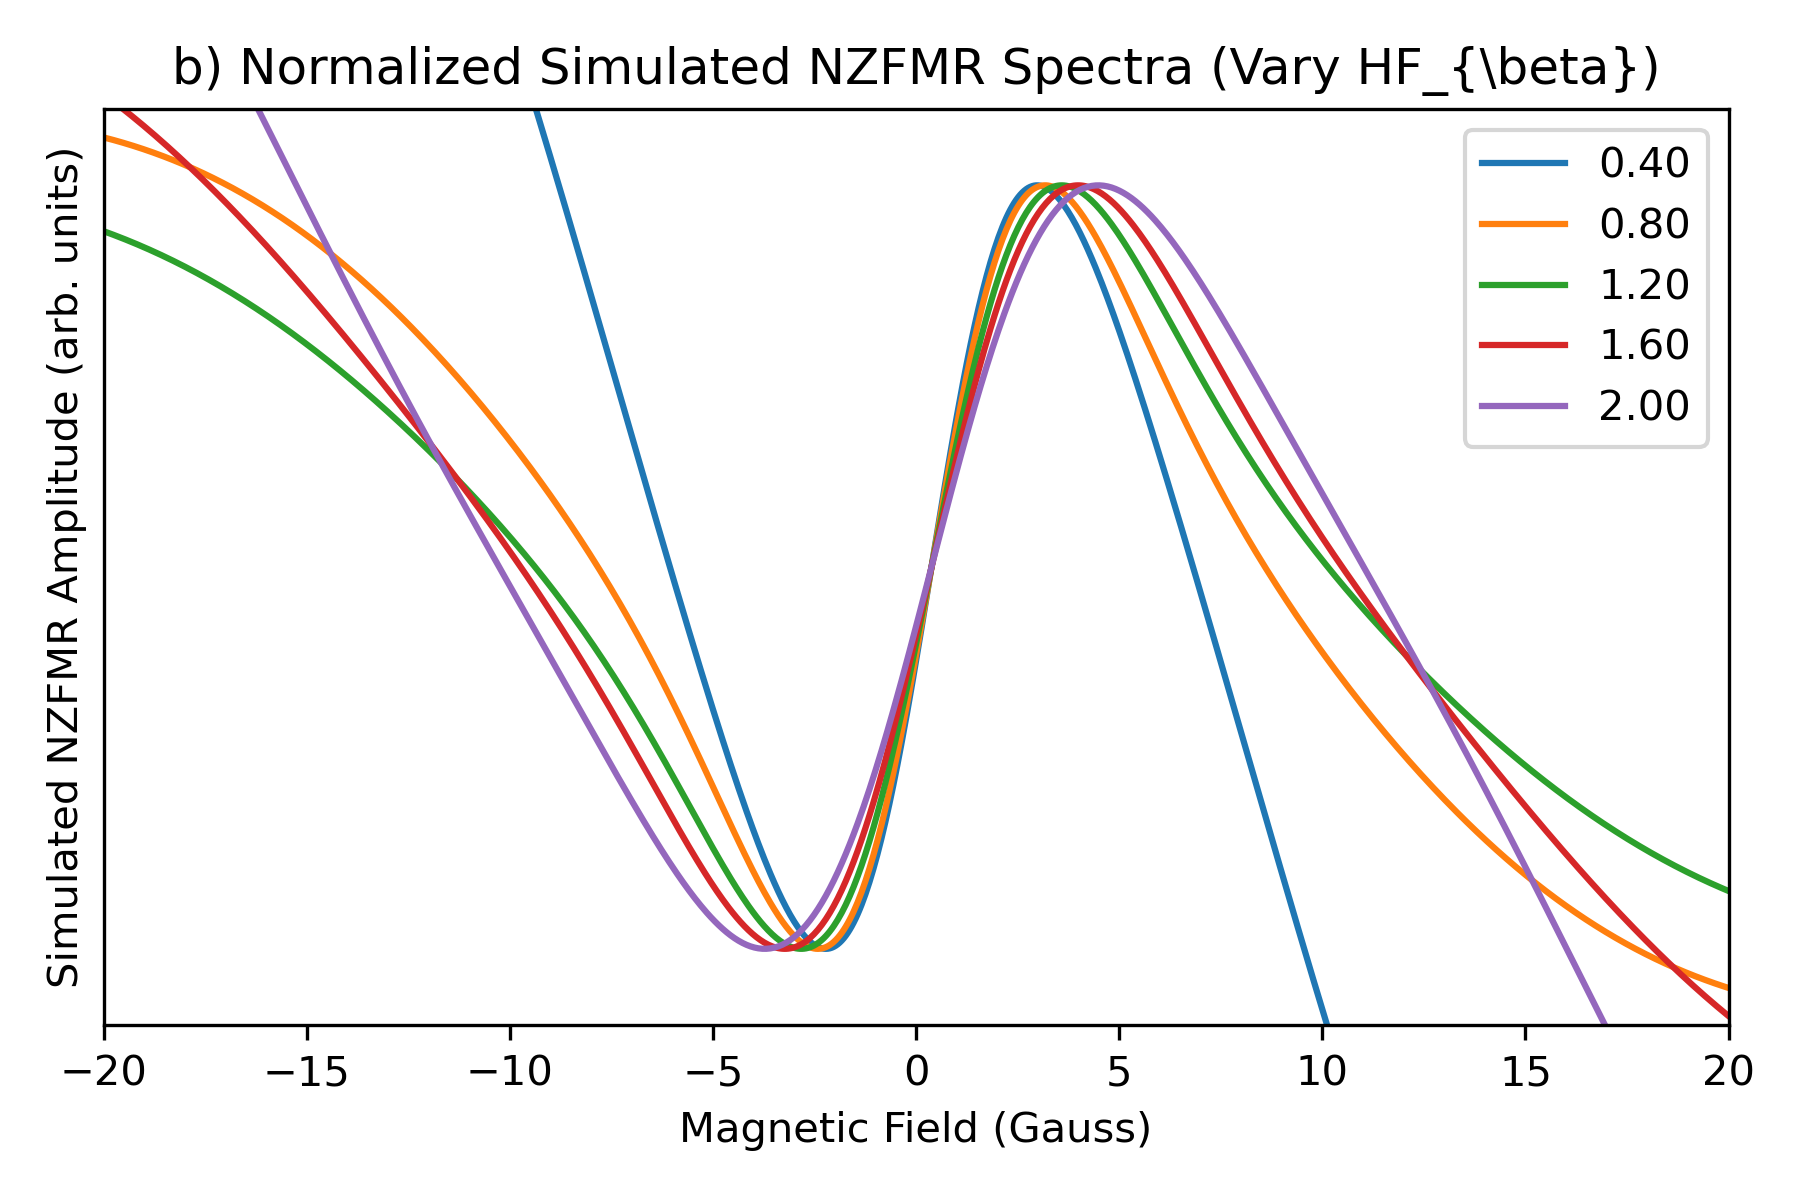 b) Normalized Simulated NZFMR Spectra (Vary HF_{\beta})
Simulated NZFMR Amplitude (arb. units)
0.40
0.80
1.20
1.60
2.00
−20 −15 −10 −5 0 5 10 15 20
Magnetic Field (Gauss)